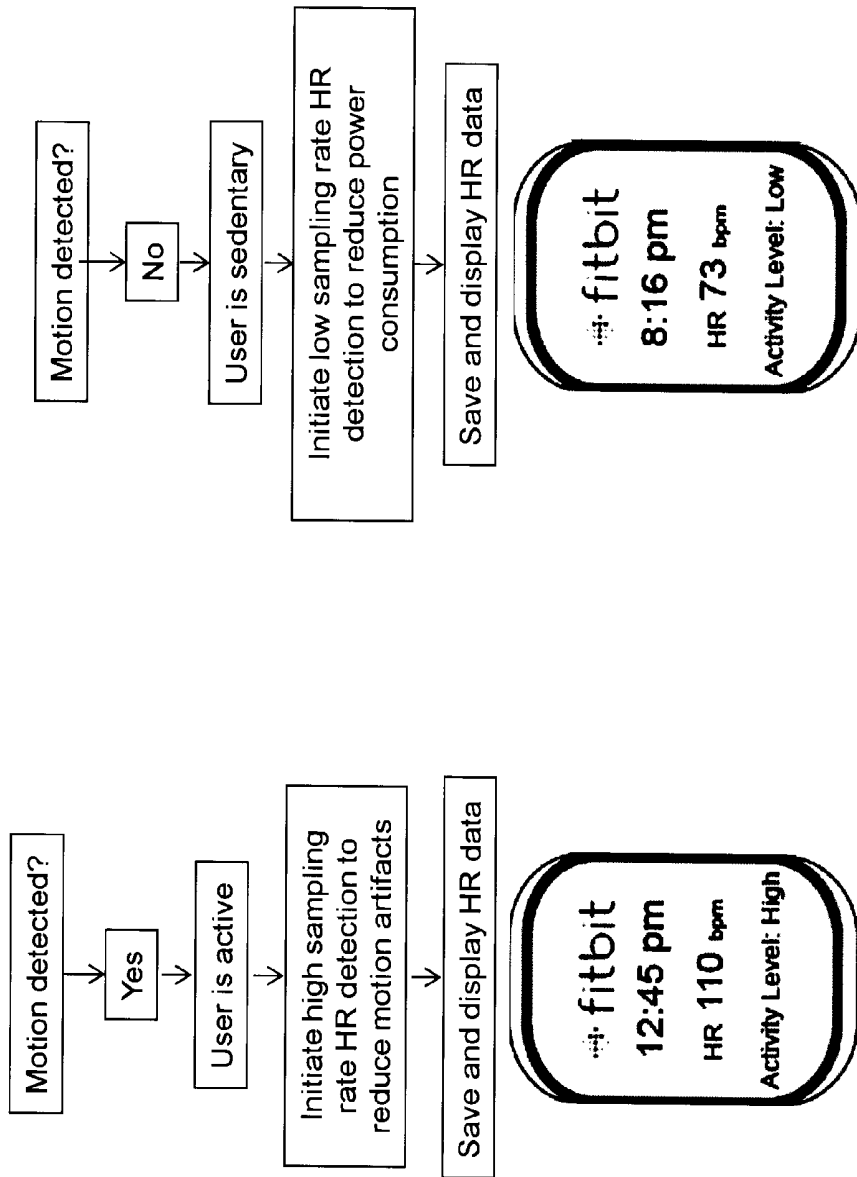 Motion detected?
Yes
User is active
Initiate high sampling
rate HR detection to
reduce motion artifacts
Save and display HR data
fitbit
12:45 pm
HR 110 bpm
Activity Level: High
Motion detected?
No
User is sedentary
Initiate low sampling rate HR
detection to reduce power
consumption
Save and display HR data
fitbit
8:16 pm
HR 73 bpm
Activity Level: Low